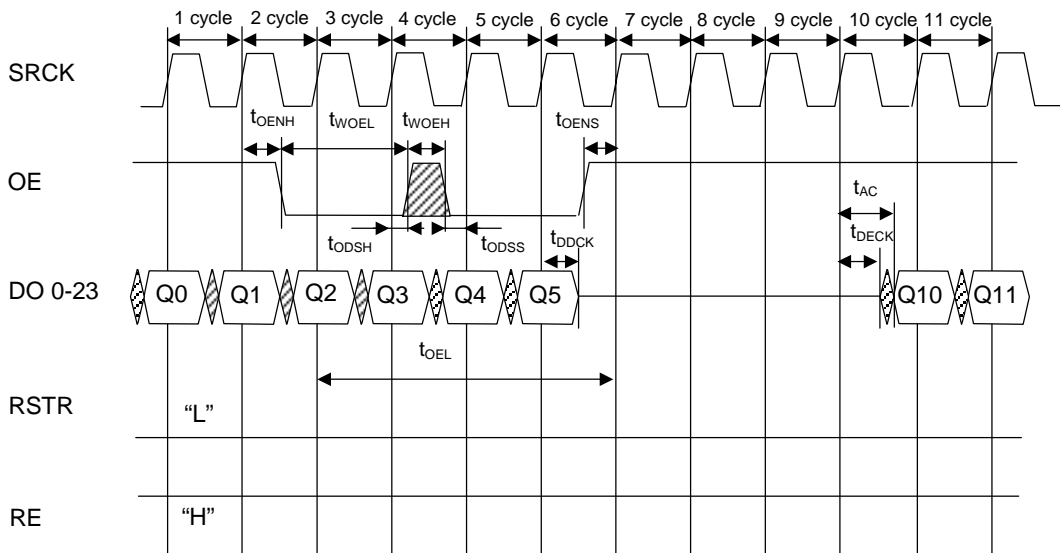 1 cycle 2 cycle 3 cycle 4 cycle 5 cycle 6 cycle 7 cycle 8 cycle 9 cycle 10 cycle 11 cycle
SRCK
tOENH tWOEL tWOEH tOENS
OE
tAC
tODSH tODSS tDDCK tDECK
DO 0-23 Q0 Q1 Q2 Q3 Q4 Q5 Q10 Q11
tOEL
RSTR “L”
RE “H”